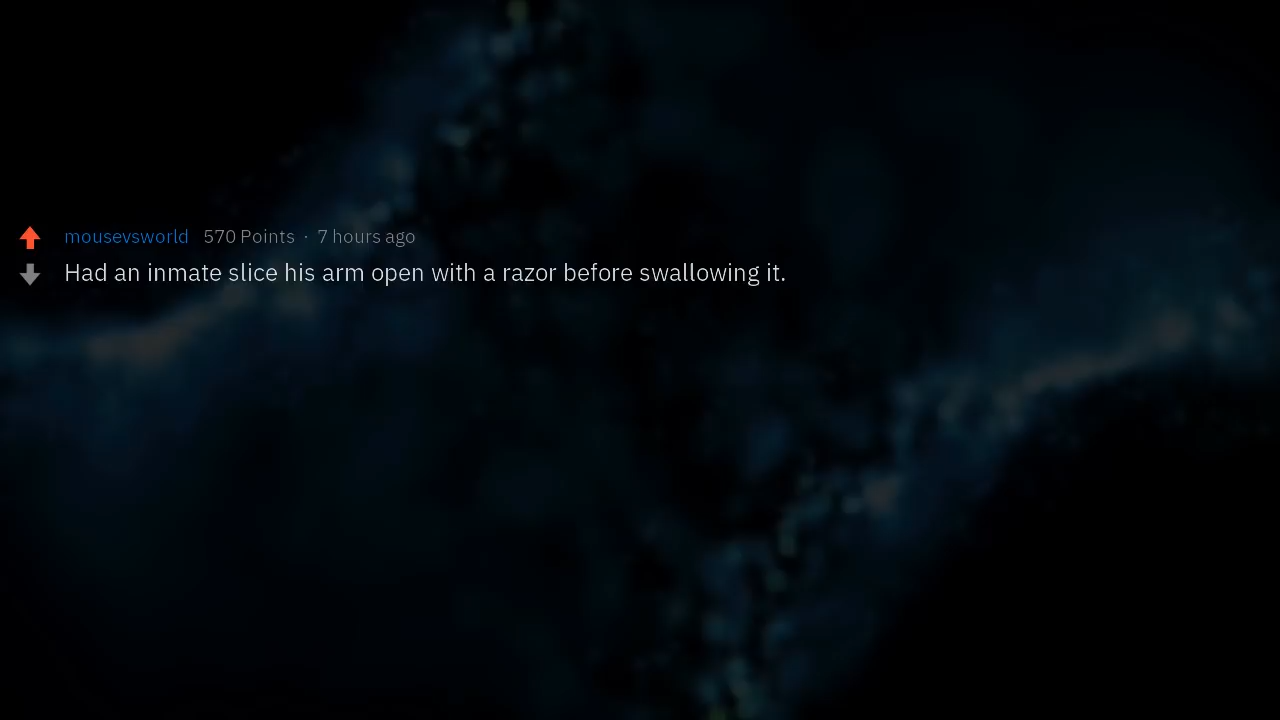 mousevsworld 570 Points · 7 hours ago
Had an inmate slice his arm open with a razor before swallowing it.